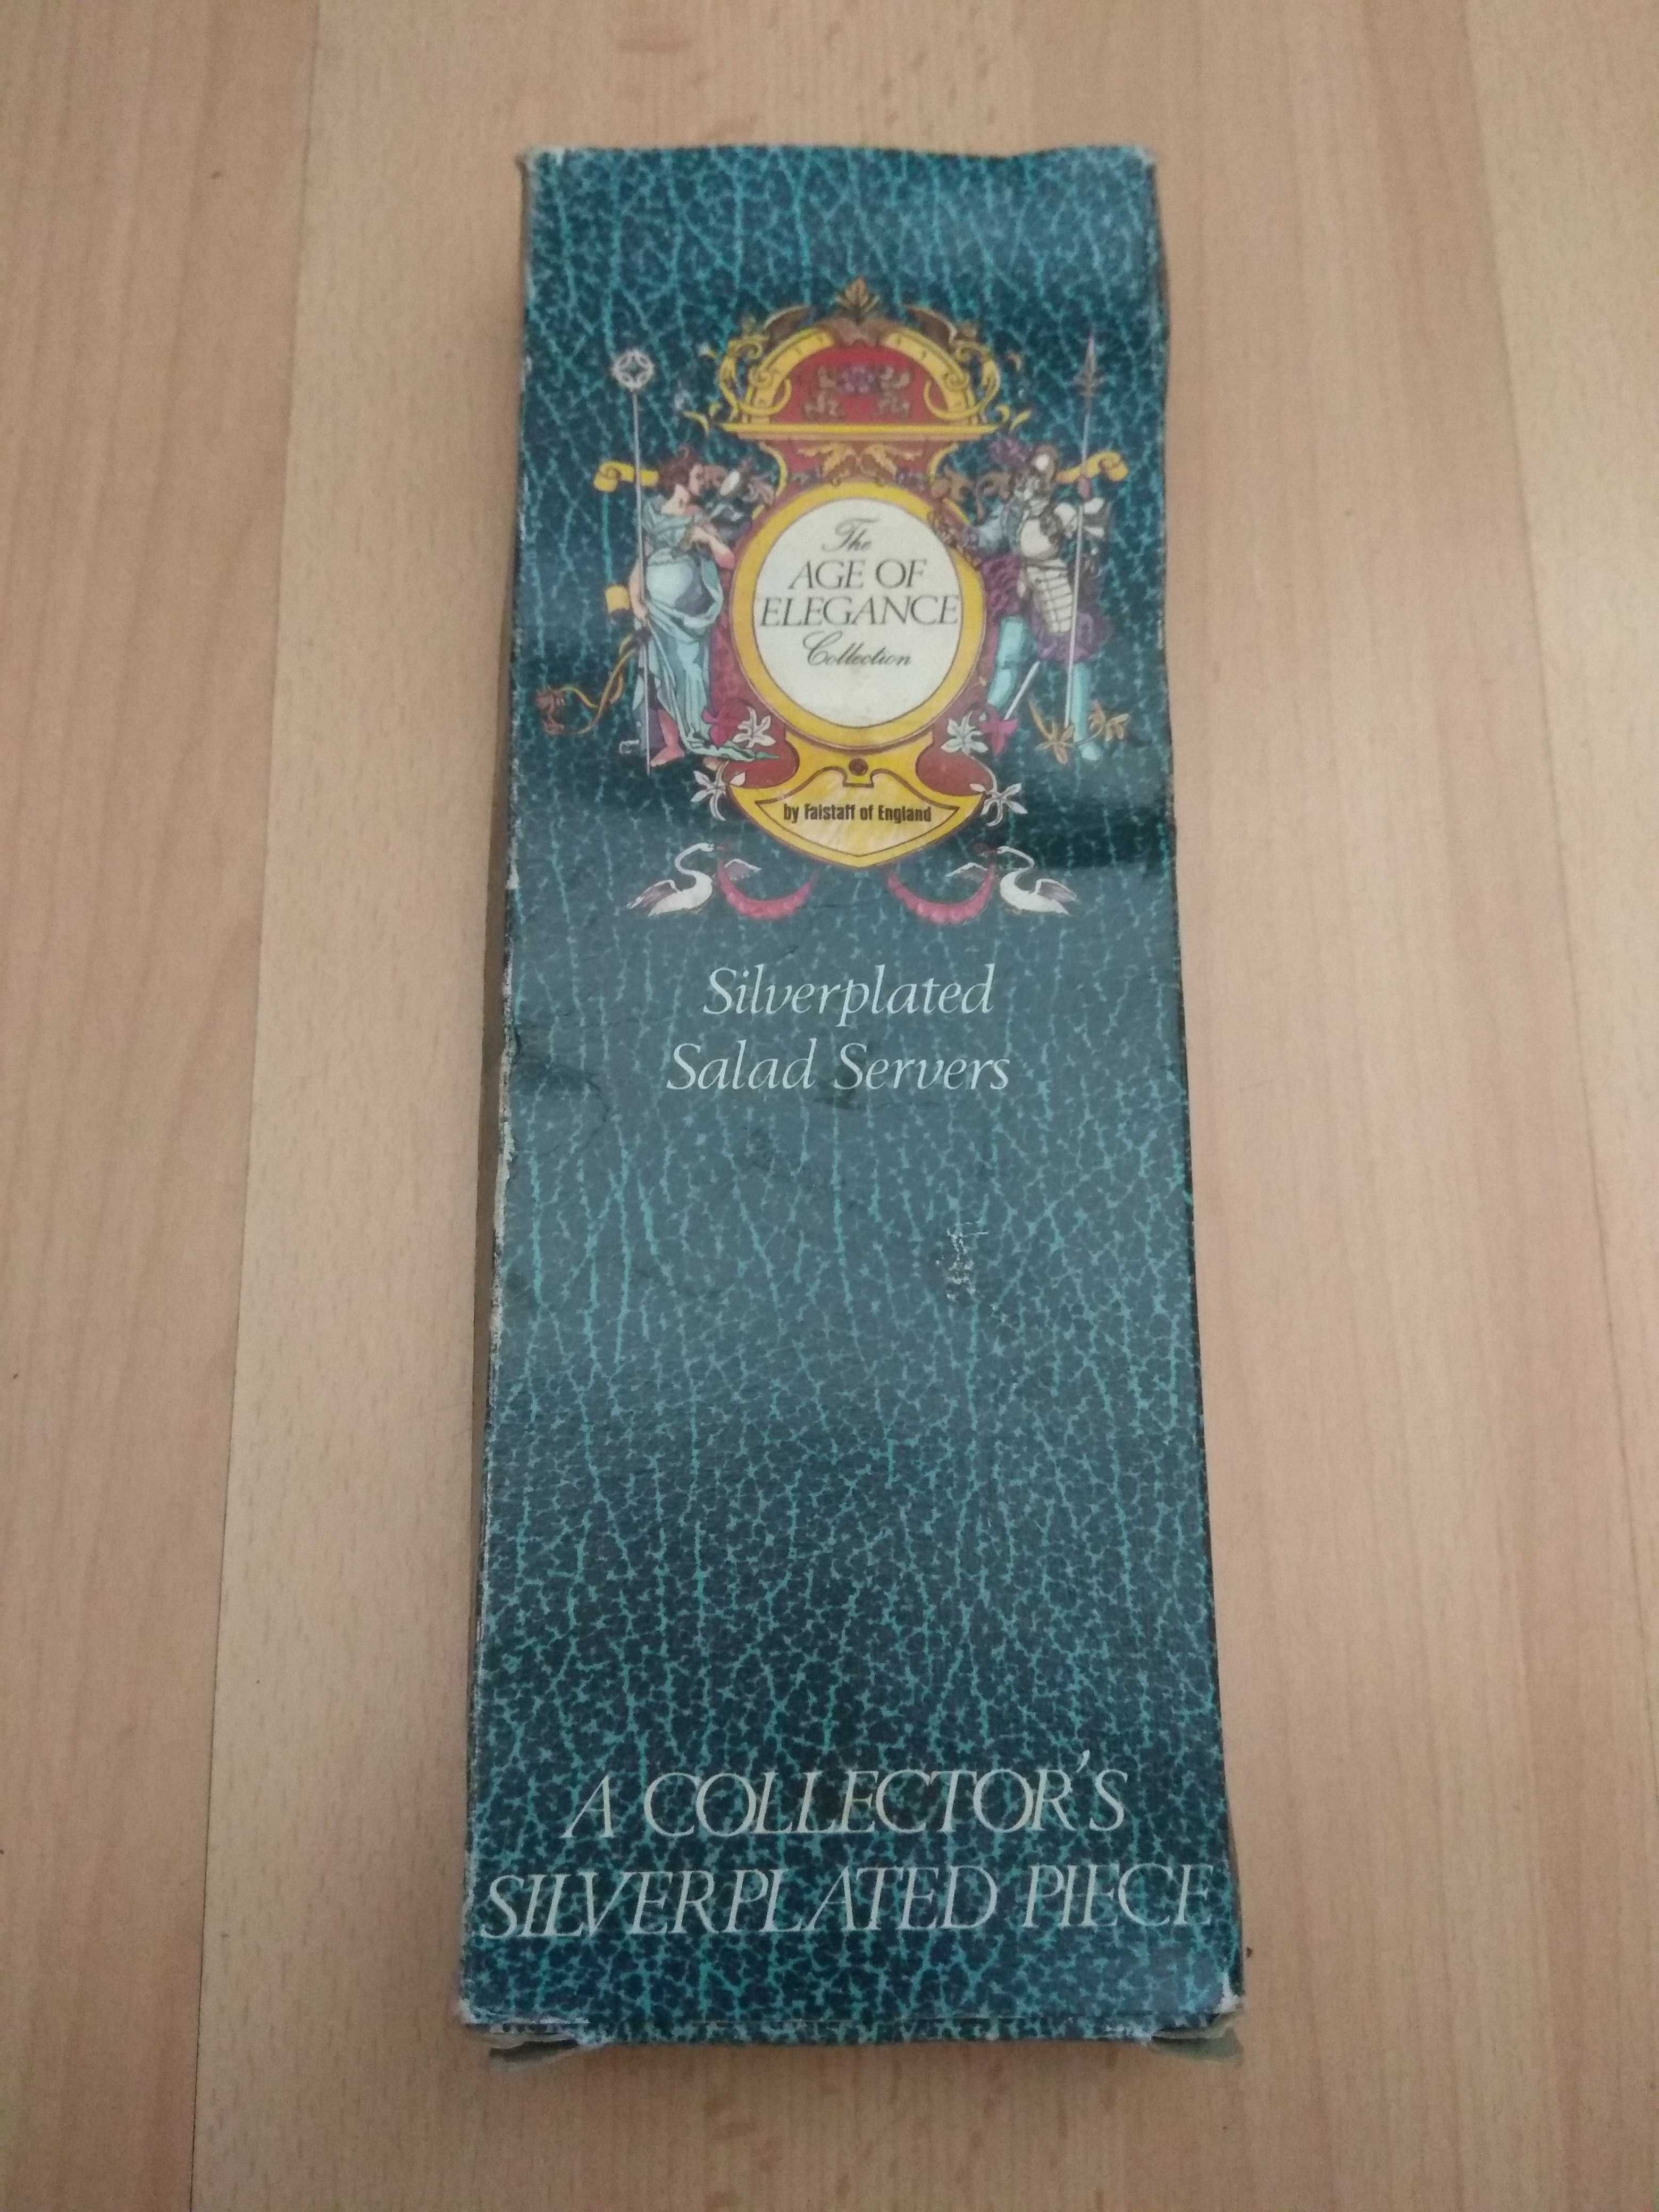 The
AGE OF
ELEGANCE
Collection
by Falstaff of England
Silverplated
Salad Servers
A COLLECTOR'S
SILVERPLATED PIECE